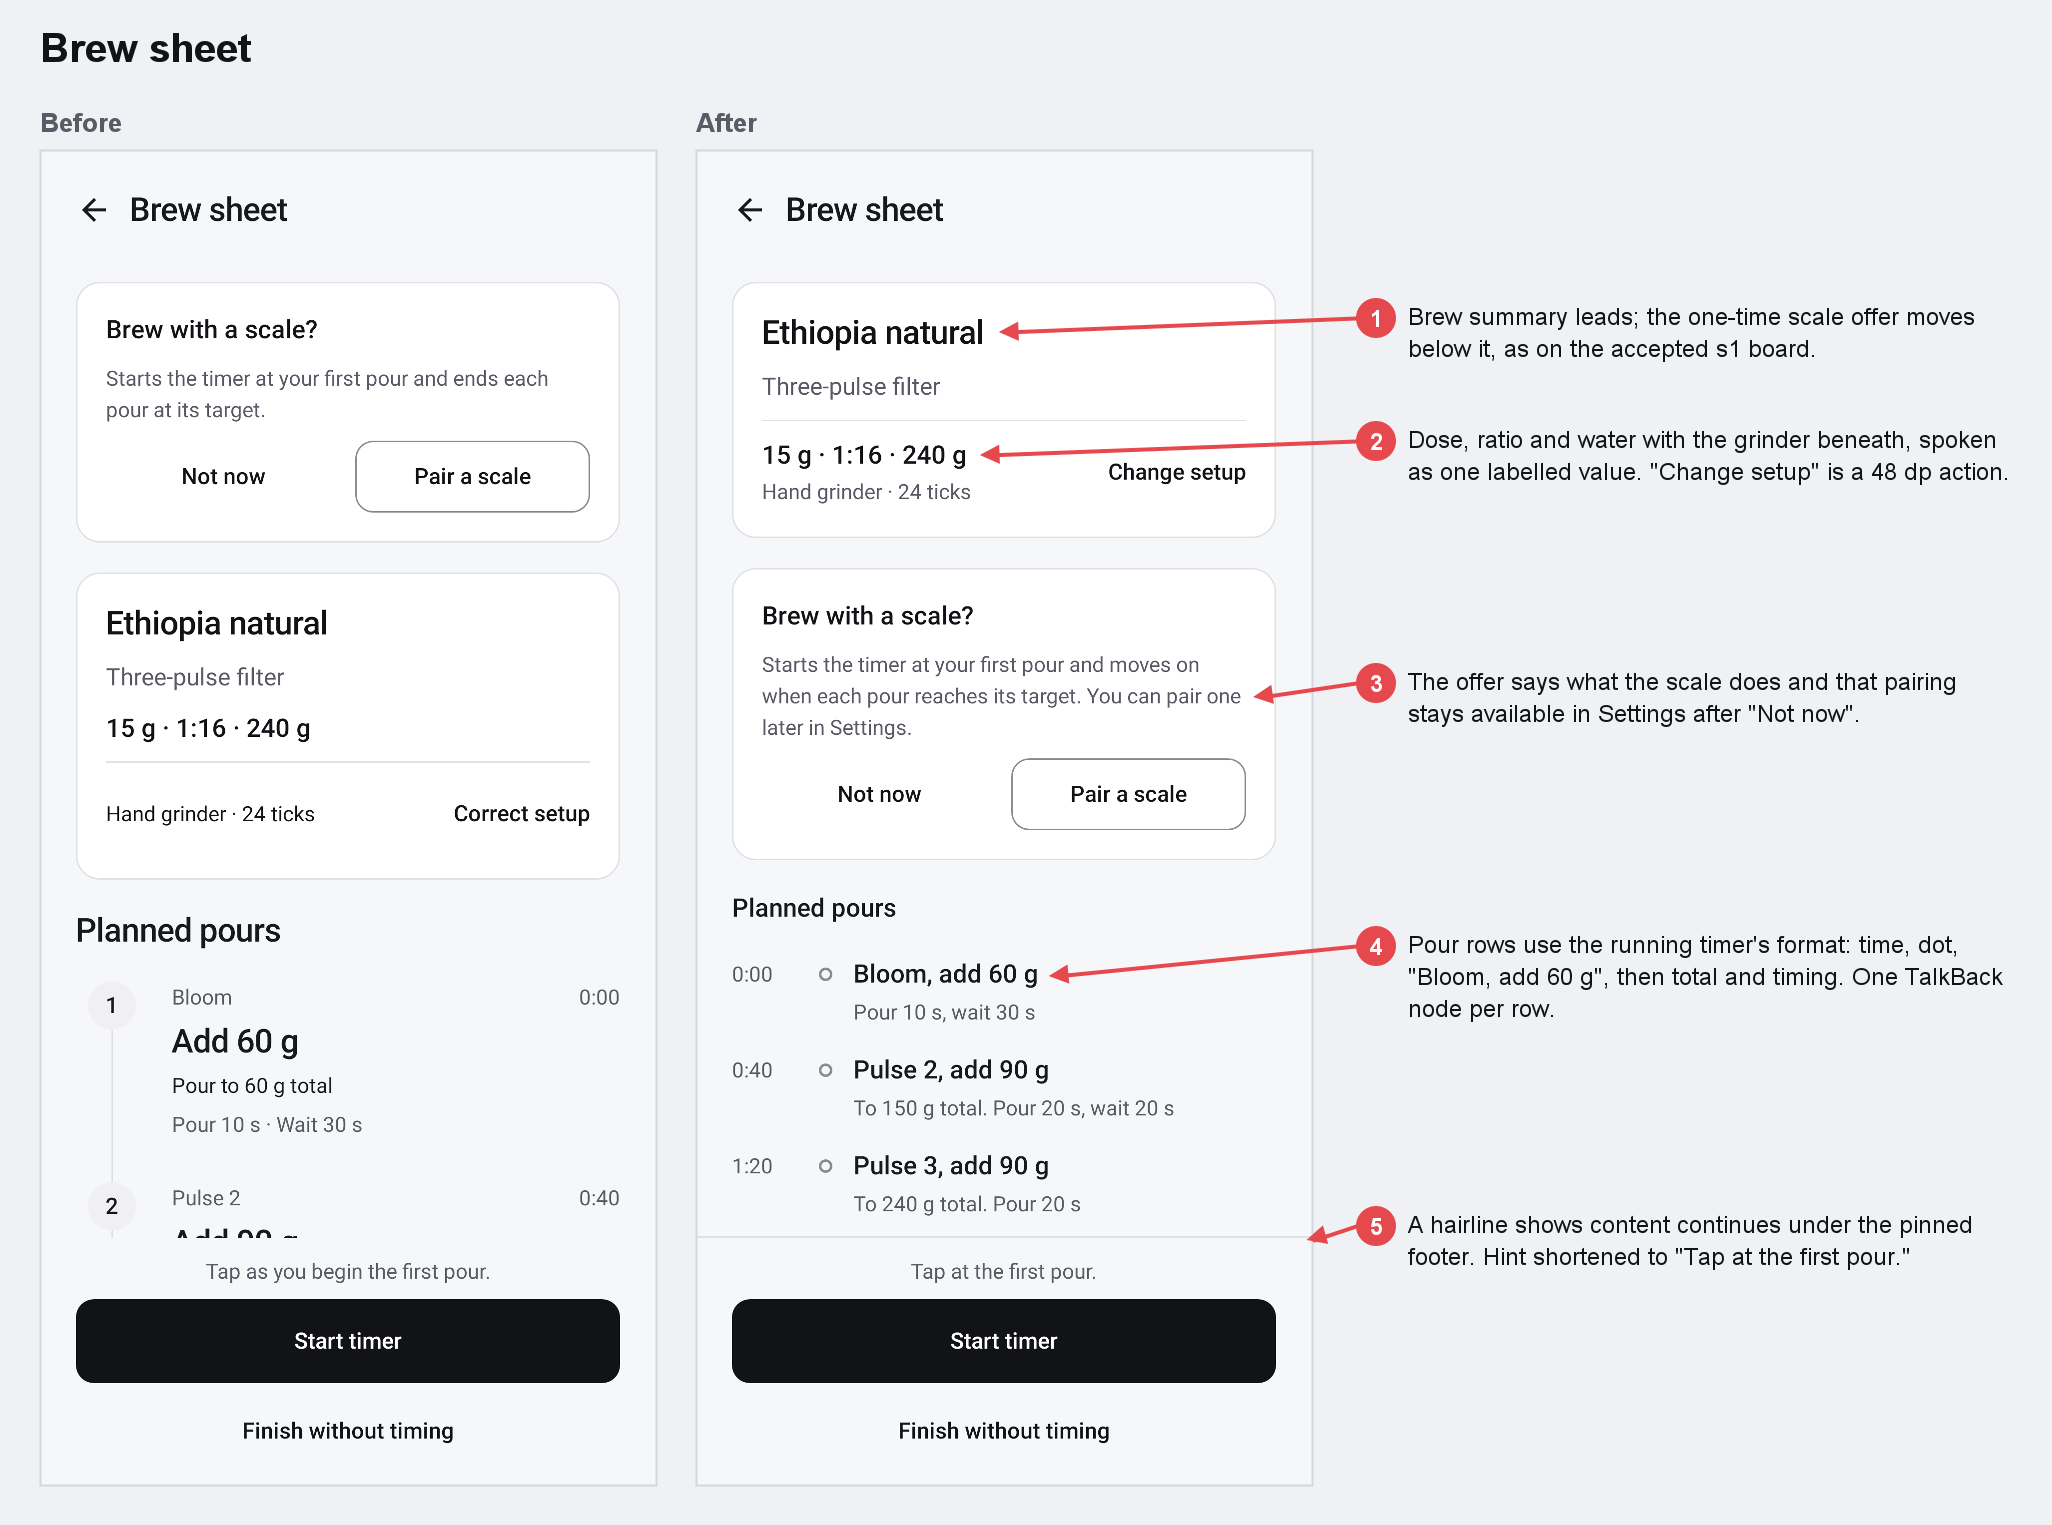 Brew sheet
Before
Brew sheet
Brew with a scale?
Starts the timer at your first pour and ends each
pour at its target.
Not now
Pair a scale
Ethiopia natural
Three-pulse filter
15 g · 1:16 · 240 g
Hand grinder · 24 ticks
Correct setup
Planned pours
1
Bloom
0:00
Add 60 g
Pour to 60 g total
Pour 10 s · Wait 30 s
2
Pulse 2
0:40
Add 90 g
Tap as you begin the first pour.
Start timer
Finish without timing
After
Brew sheet
Ethiopia natural
Three-pulse filter
15 g · 1:16 · 240 g
Hand grinder · 24 ticks
Change setup
Brew with a scale?
Starts the timer at your first pour and moves on
when each pour reaches its target. You can pair one
later in Settings.
Not now
Pair a scale
Planned pours
0:00
Bloom, add 60 g
Pour 10 s, wait 30 s
0:40
Pulse 2, add 90 g
To 150 g total. Pour 20 s, wait 20 s
1:20
Pulse 3, add 90 g
To 240 g total. Pour 20 s
Tap at the first pour.
Start timer
Finish without timing
1
Brew summary leads; the one-time scale offer moves
below it, as on the accepted s1 board.
2
Dose, ratio and water with the grinder beneath, spoken
as one labelled value. "Change setup" is a 48 dp action.
3
The offer says what the scale does and that pairing
stays available in Settings after "Not now".
4
Pour rows use the running timer's format: time, dot,
"Bloom, add 60 g", then total and timing. One TalkBack
node per row.
5
A hairline shows content continues under the pinned
footer. Hint shortened to "Tap at the first pour."